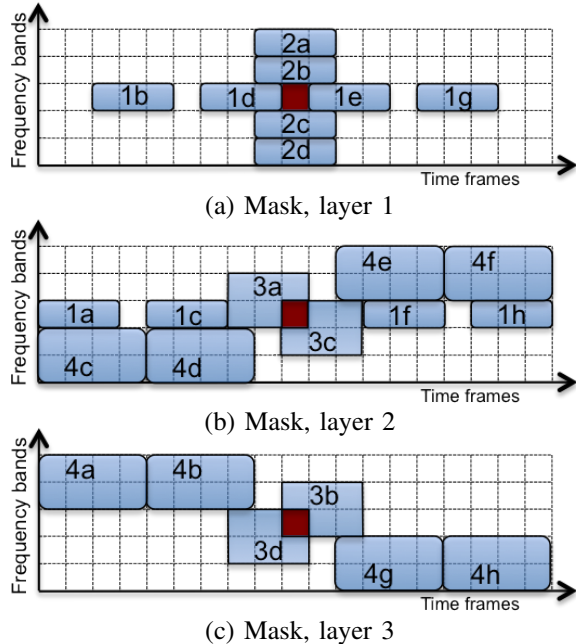 Frequency bands
2a
2b
1b 1d 1e 1g
2c
2d
Time frames
(a) Mask, layer 1
Frequency bands
4e 4f
3a
1a 1c 1f 1h
3c
4c 4d
Time frames
(b) Mask, layer 2
Frequency bands
4a 4b
3b
3d
4g 4h
Time frames
(c) Mask, layer 3